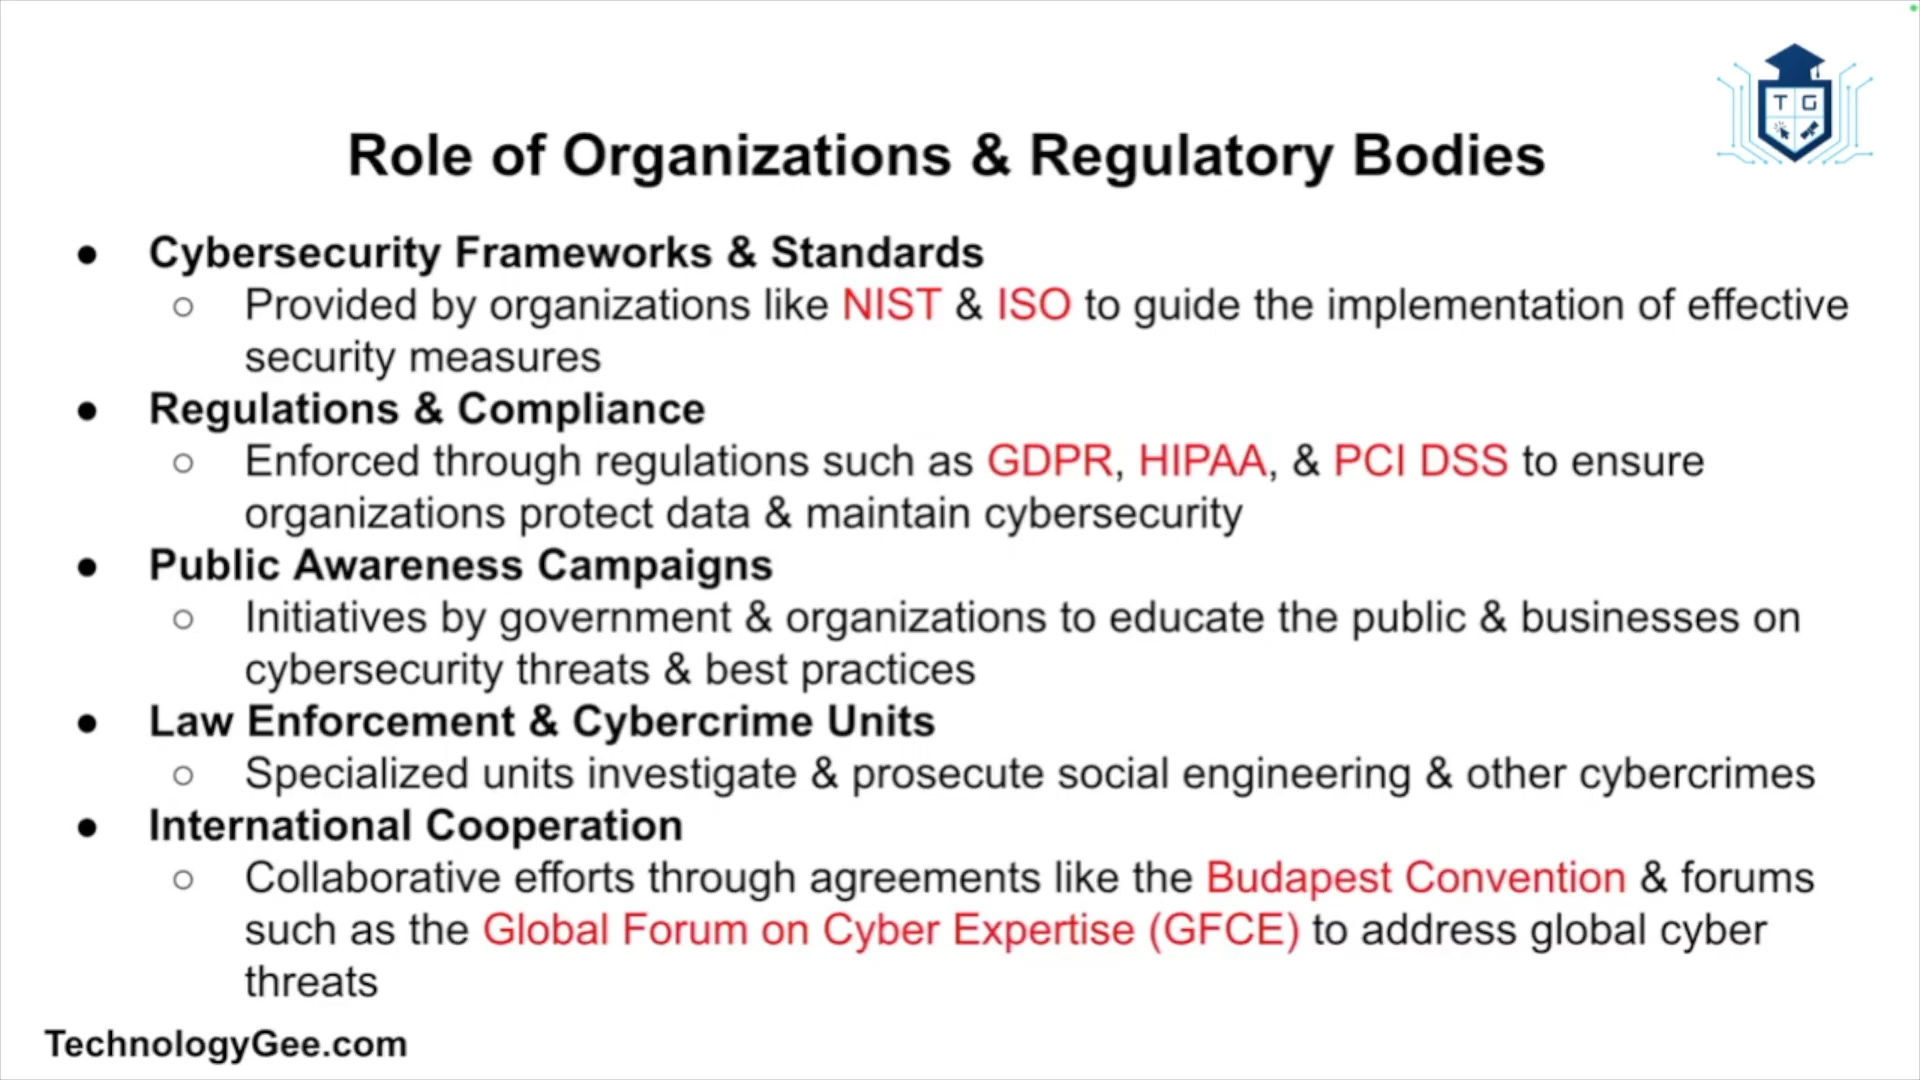 T G
Role of Organizations & Regulatory Bodies
● Cybersecurity Frameworks & Standards
○ Provided by organizations like NIST & ISO to guide the implementation of effective
security measures
● Regulations & Compliance
○ Enforced through regulations such as GDPR, HIPAA, & PCI DSS to ensure
organizations protect data & maintain cybersecurity
● Public Awareness Campaigns
○ Initiatives by government & organizations to educate the public & businesses on
cybersecurity threats & best practices
● Law Enforcement & Cybercrime Units
○ Specialized units investigate & prosecute social engineering & other cybercrimes
● International Cooperation
○ Collaborative efforts through agreements like the Budapest Convention & forums
such as the Global Forum on Cyber Expertise (GFCE) to address global cyber
threats
TechnologyGee.com